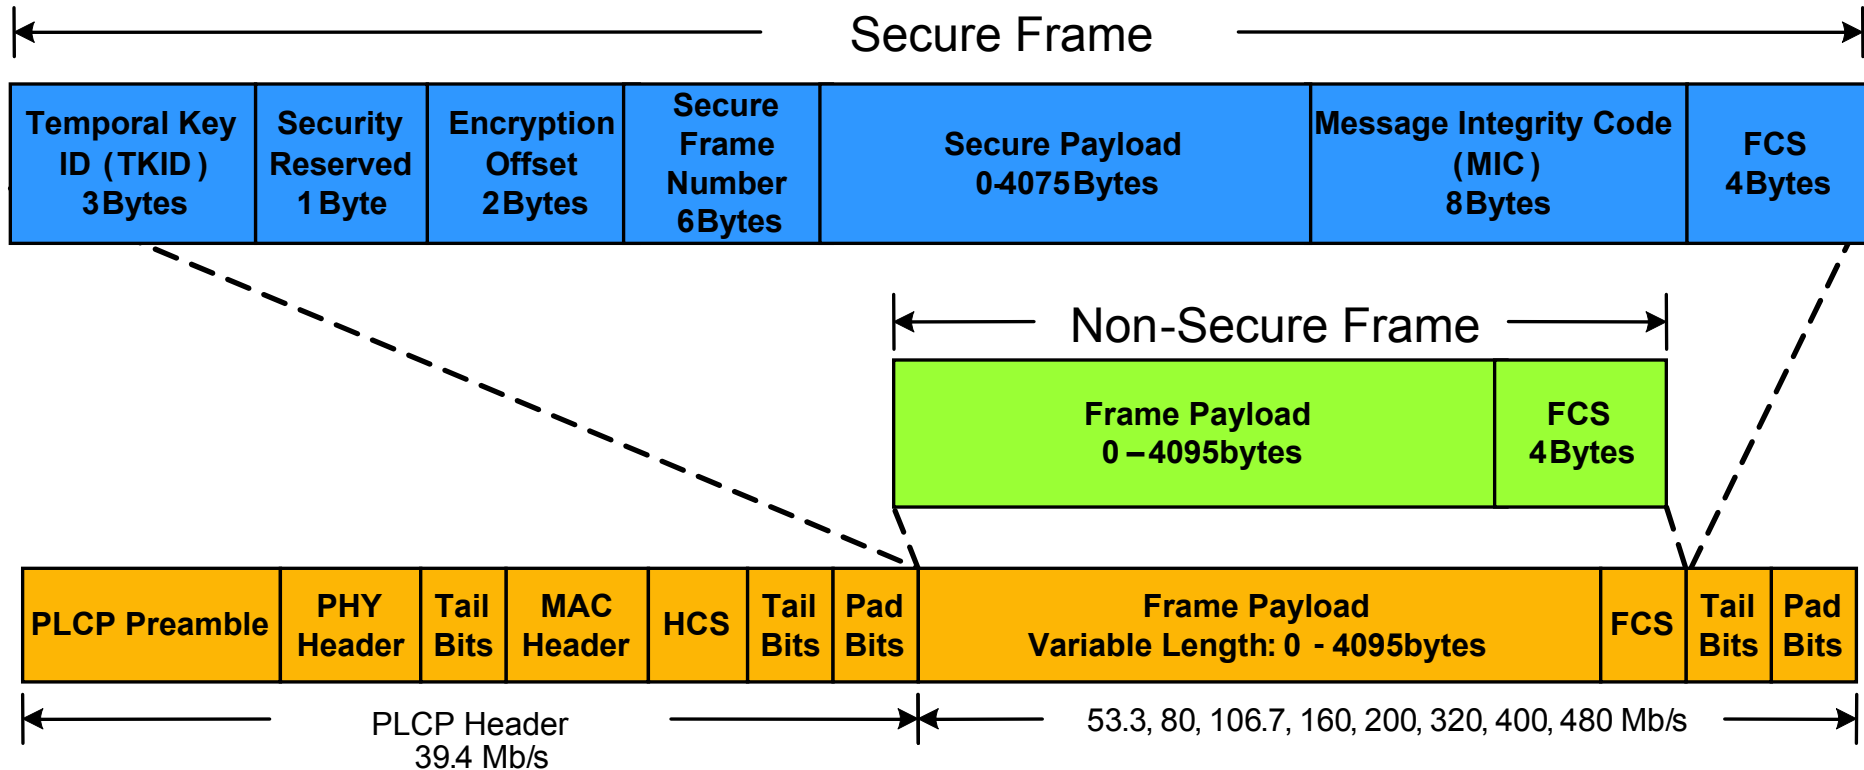 Secure Frame
Temporal Key
ID (TKID)
3Bytes
Security
Reserved
1Byte
Encryption
Offset
2Bytes
Secure
Frame
Number
6Bytes
Secure Payload
0-4075Bytes
Message Integrity Code
(MIC)
8Bytes
FCS
4Bytes
Non-Secure Frame
Frame Payload
0 – 4095bytes
FCS
4Bytes
PLCP Preamble
PHY
Header
Tail
Bits
MAC
Header
HCS
Tail
Bits
Pad
Bits
Frame Payload
Variable Length: 0 - 4095bytes
FCS
Tail
Bits
Pad
Bits
PLCP Header
39.4 Mb/s
53.3, 80, 106.7, 160, 200, 320, 400, 480 Mb/s